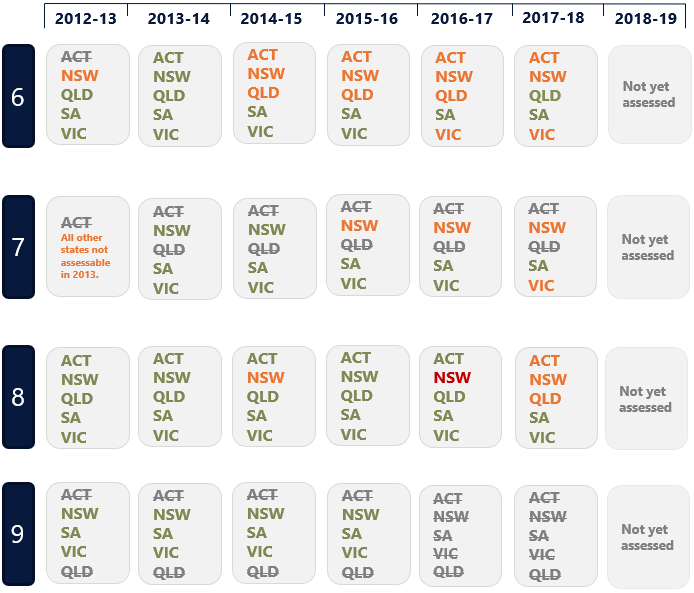 2012-13 2013-14 2014-15 2015-16 2016-17 2017-18 2018-19
6
ACT
NSW
QLD
SA
VIC
ACT
NSW
QLD
SA
VIC
ACT
NSW
QLD
SA
VIC
ACT
NSW
QLD
SA
VIC
ACT
NSW
QLD
SA
VIC
ACT
NSW
QLD
SA
VIC
Not yet
assessed
7
ACT
All other
states not
assessable
in 2013.
ACT
NSW
QLD
SA
VIC
ACT
NSW
QLD
SA
VIC
ACT
NSW
QLD
SA
VIC
ACT
NSW
QLD
SA
VIC
ACT
NSW
QLD
SA
VIC
Not yet
assessed
8
ACT
NSW
QLD
SA
VIC
ACT
NSW
QLD
SA
VIC
ACT
NSW
QLD
SA
VIC
ACT
NSW
QLD
SA
VIC
ACT
NSW
QLD
SA
VIC
ACT
NSW
QLD
SA
VIC
Not yet
assessed
9
ACT
NSW
SA
VIC
QLD
ACT
NSW
SA
VIC
QLD
ACT
NSW
SA
VIC
QLD
ACT
NSW
SA
VIC
QLD
ACT
NSW
SA
VIC
QLD
ACT
NSW
SA
VIC
QLD
Not yet
assessed